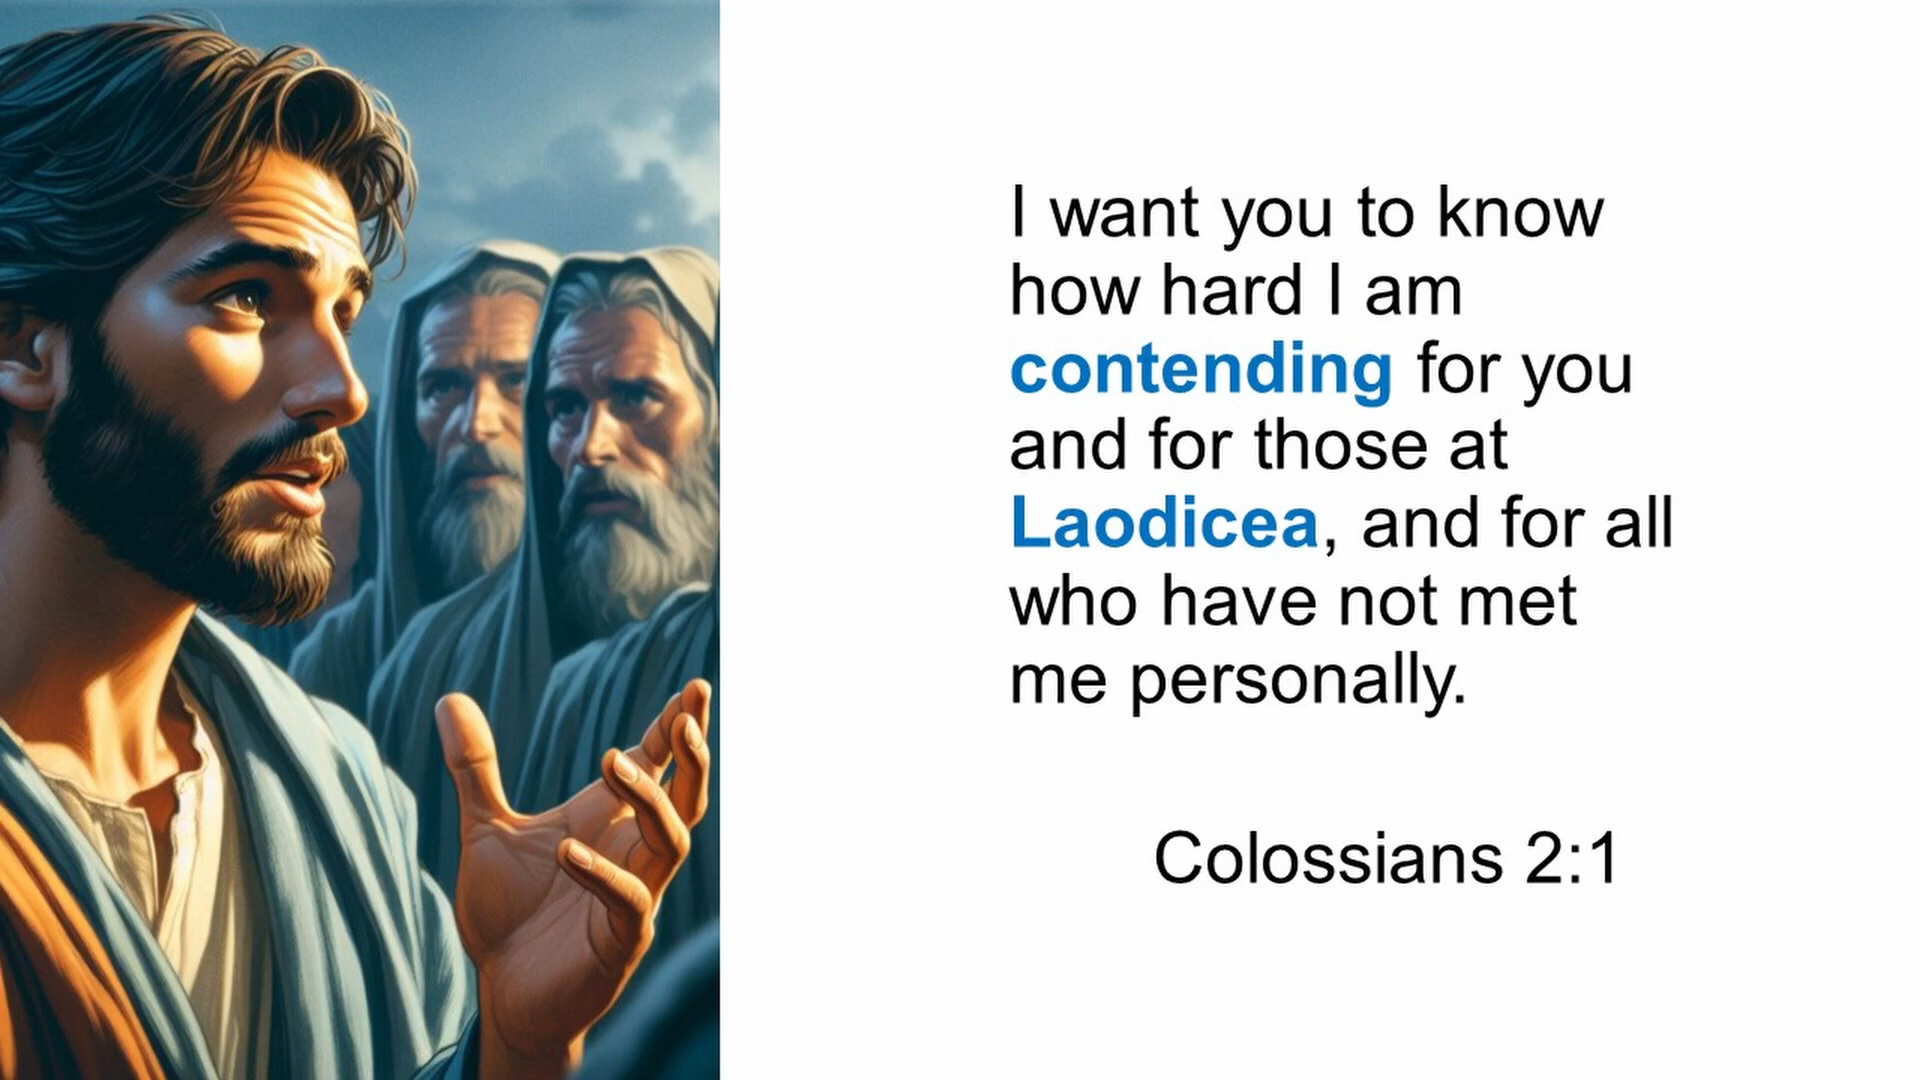 I want you to know
how hard I am
contending for you
and for those at
Laodicea, and for all
who have not met
me personally.
Colossians 2:1